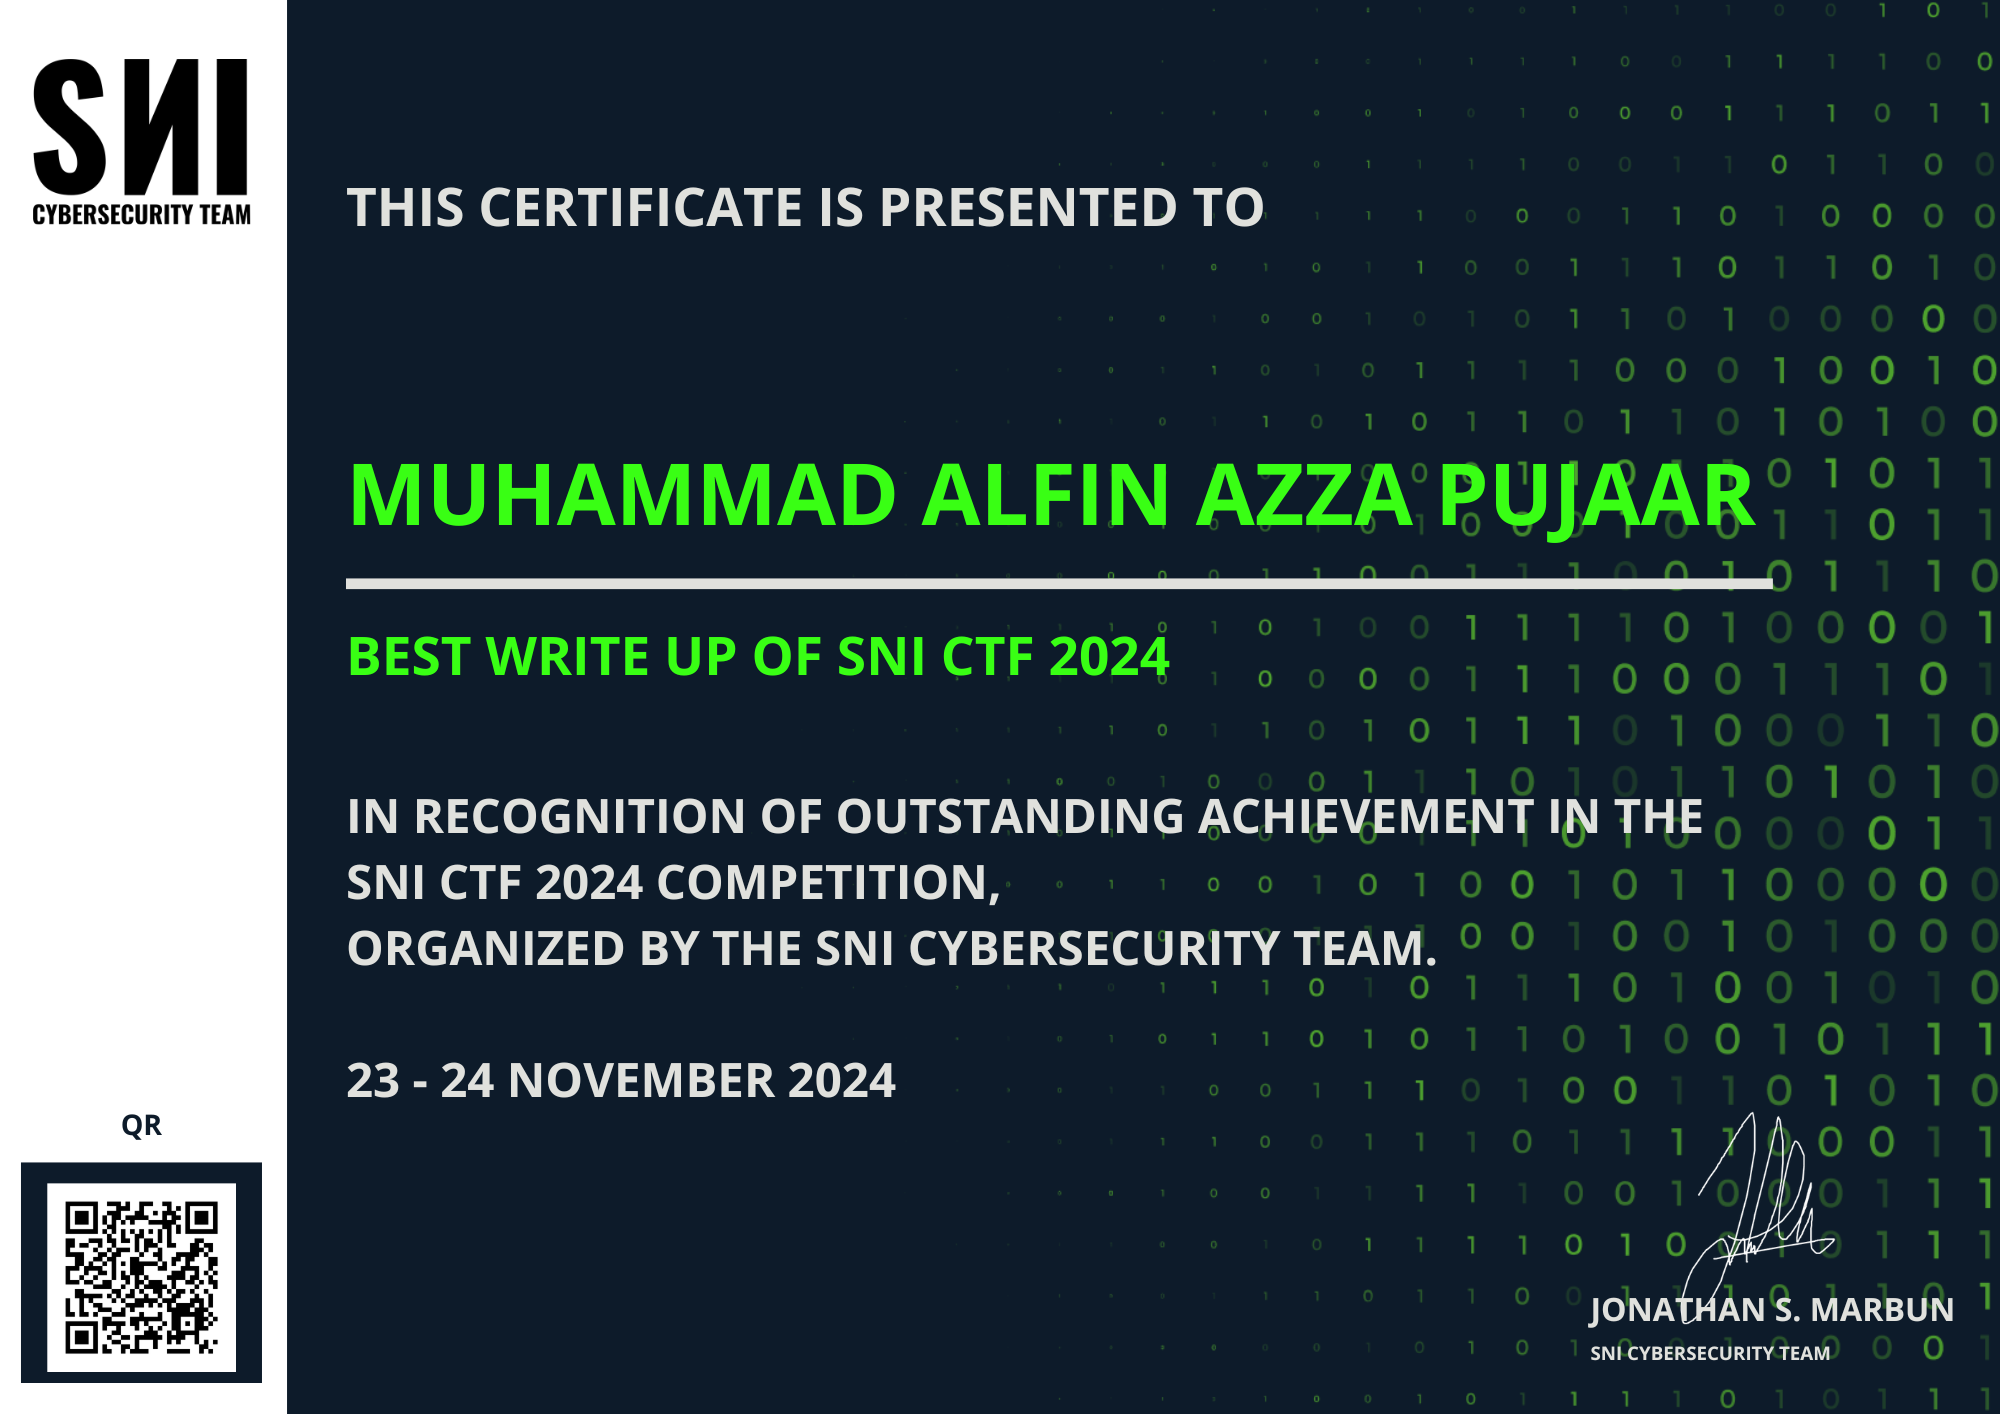 SNI
CYBERSECURITY TEAM
THIS CERTIFICATE IS PRESENTED TO
MUHAMMAD ALFIN AZZA PUJAAR
BEST WRITE UP OF SNI CTF 2024
IN RECOGNITION OF OUTSTANDING ACHIEVEMENT IN THE
SNI CTF 2024 COMPETITION,
ORGANIZED BY THE SNI CYBERSECURITY TEAM.
23 - 24 NOVEMBER 2024
QR
JONATHAN S. MARBUN
SNI CYBERSECURITY TEAM